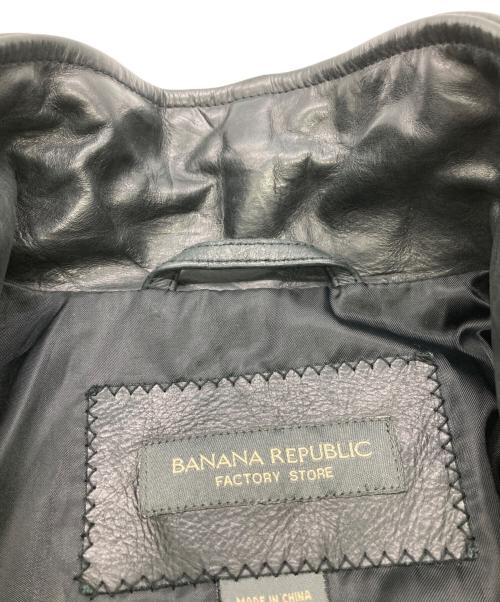 BANANA REPUBLIC
FACTORY STORE
MADE IN CHINA